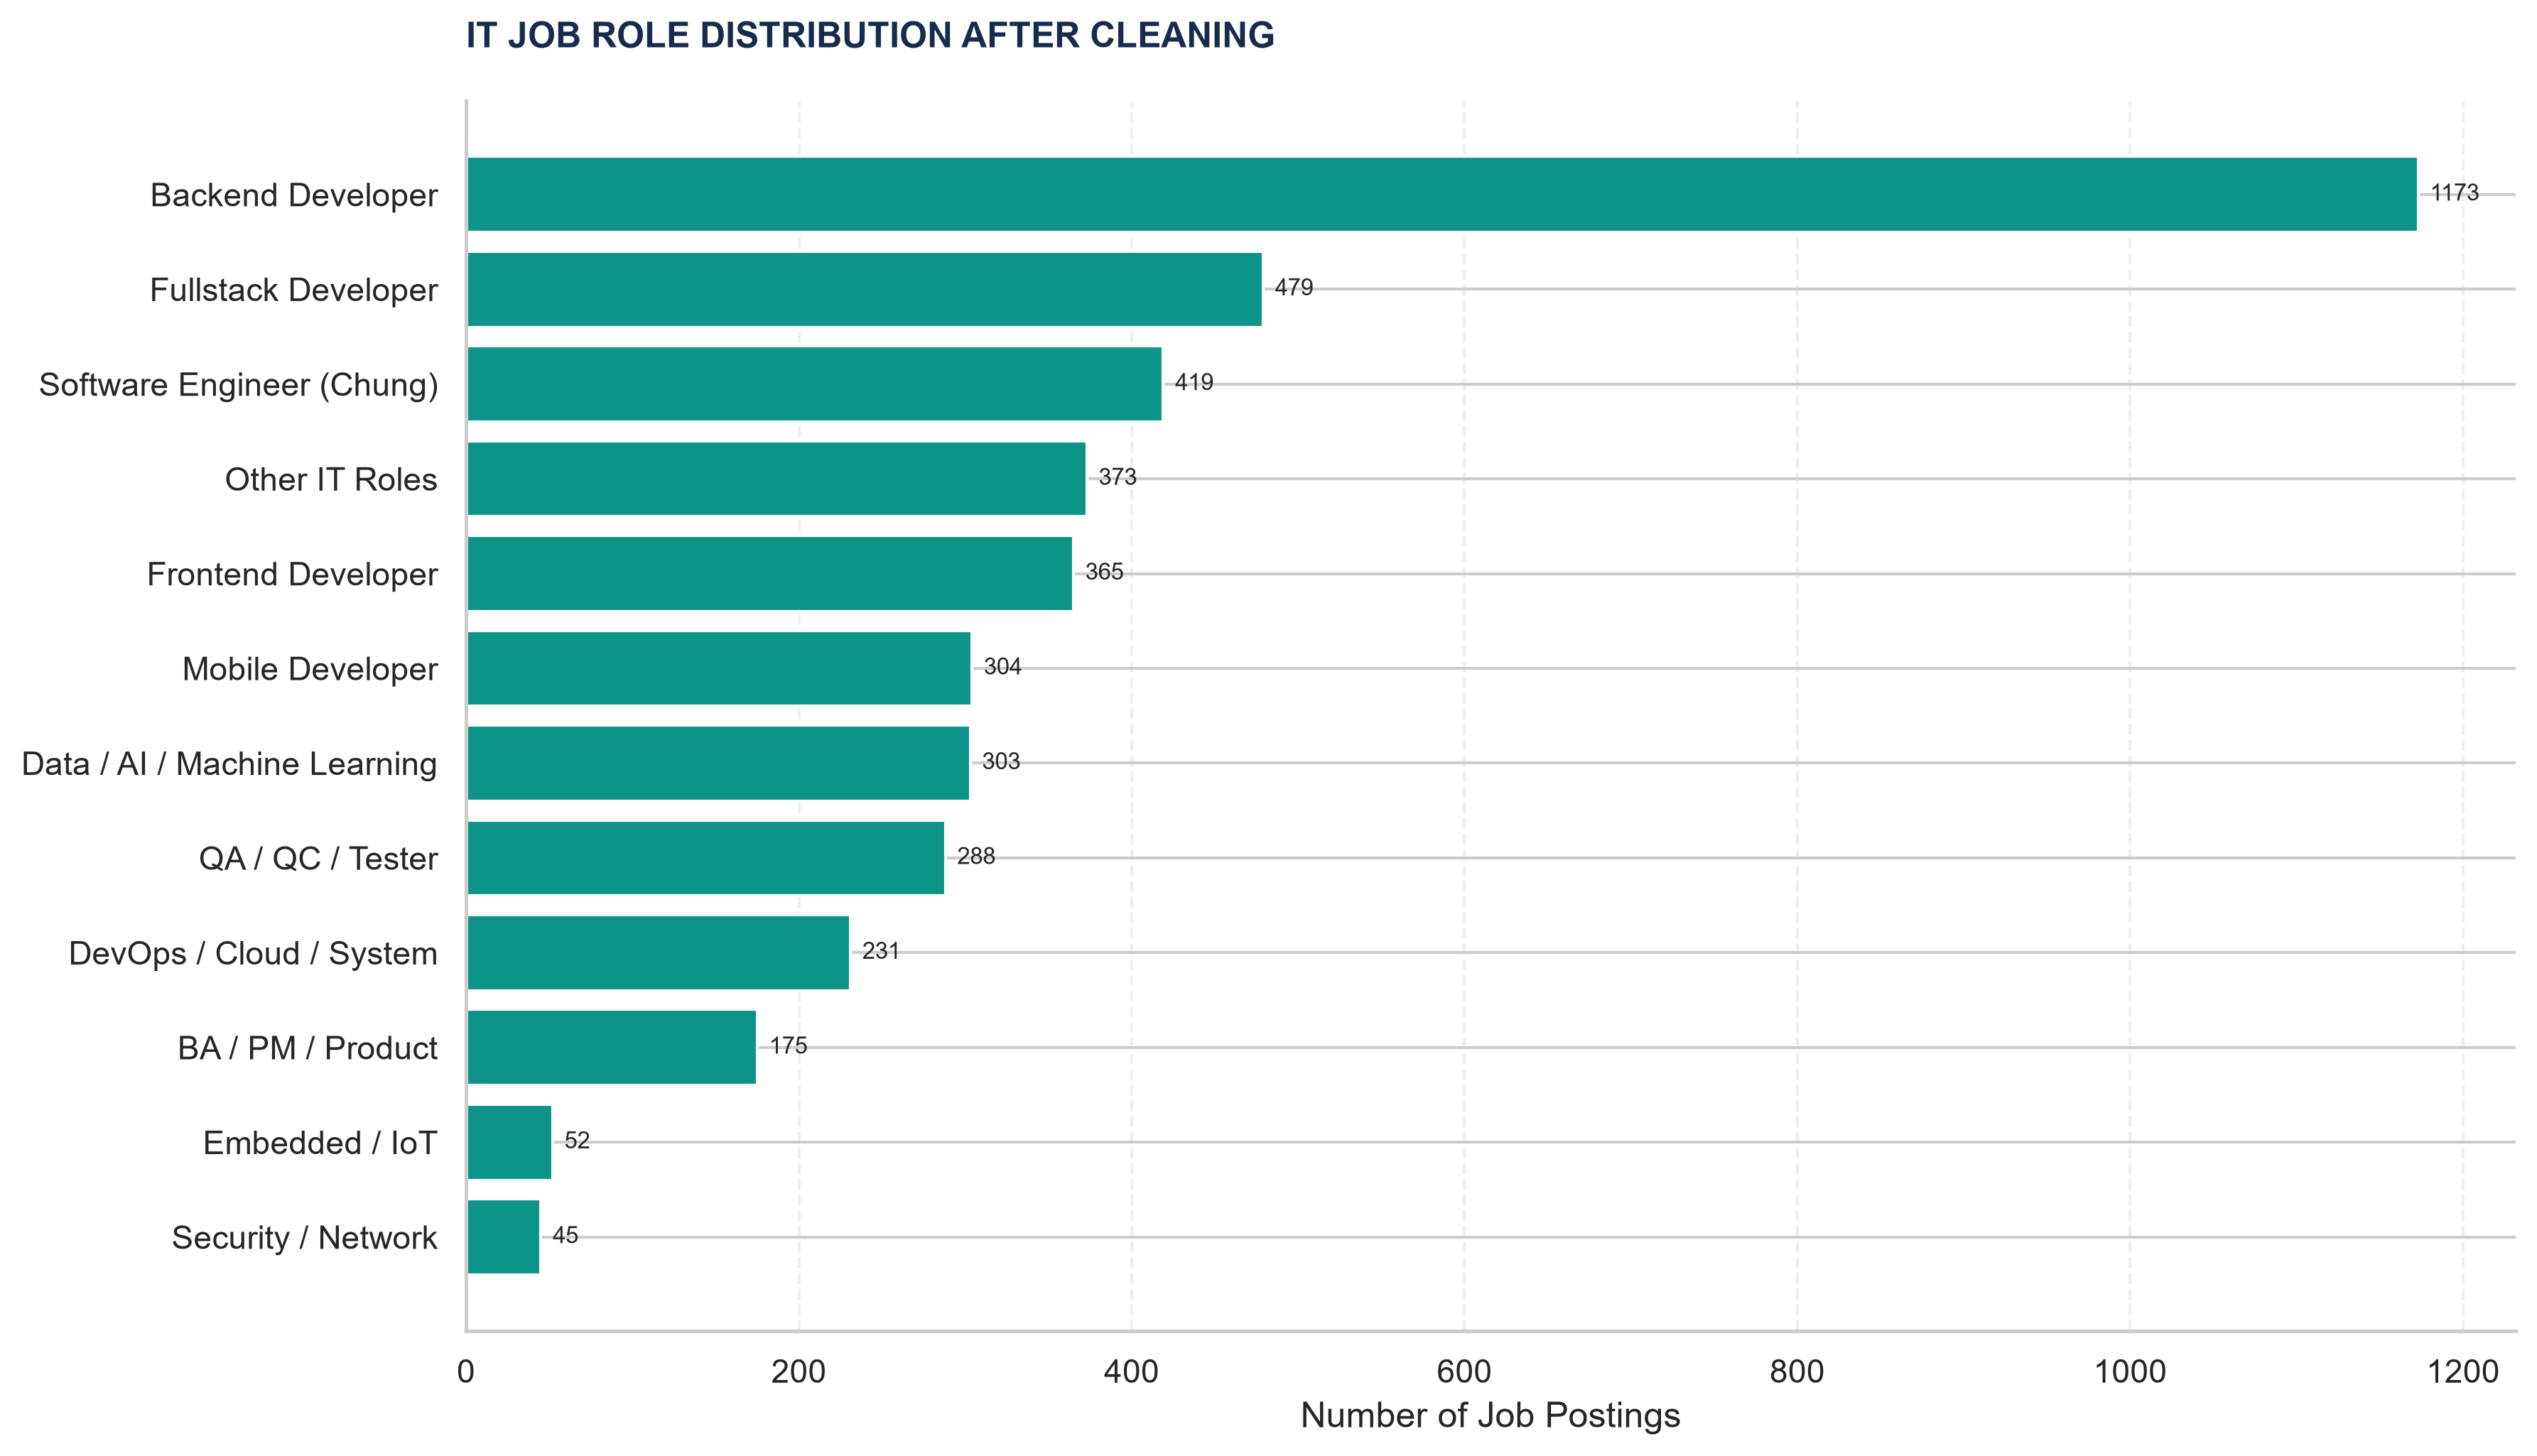 IT JOB ROLE DISTRIBUTION AFTER CLEANING
Backend Developer 1173
Fullstack Developer 479
Software Engineer (Chung) 419
Other IT Roles 373
Frontend Developer 365
Mobile Developer 304
Data / AI / Machine Learning 303
QA / QC / Tester 288
DevOps / Cloud / System 231
BA / PM / Product 175
Embedded / IoT 52
Security / Network 45
0 200 400 600 800 1000 1200
Number of Job Postings